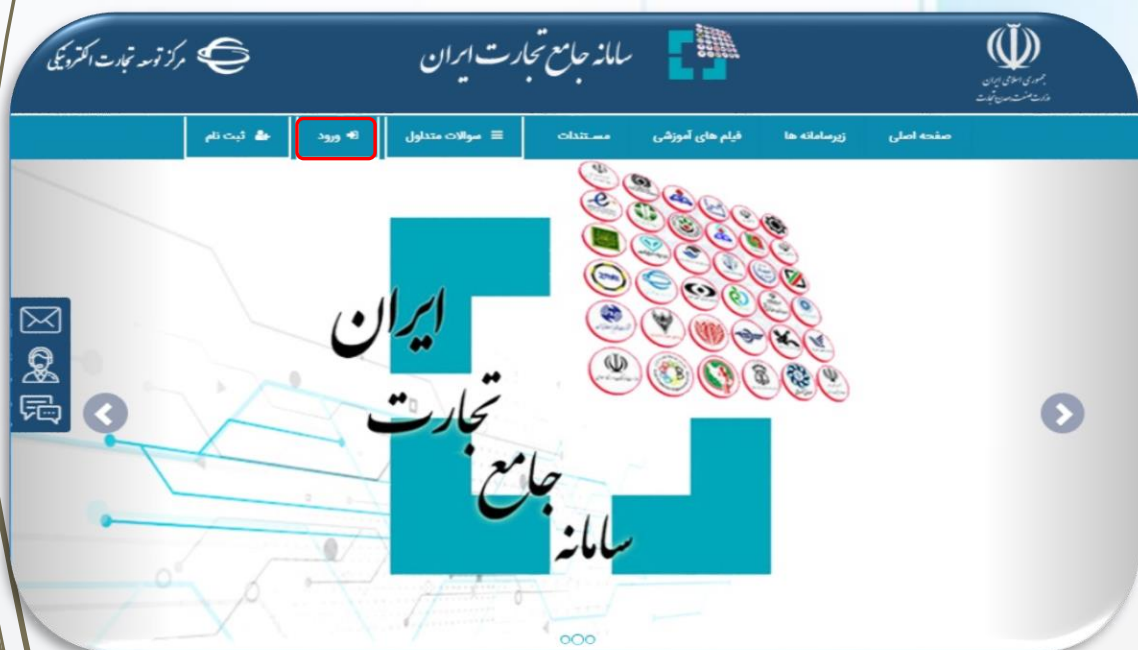 جمهوری اسلامی ایران
وزارت صنعت، معدن و تجارت
سامانه جامع تجارت ایران
مرکز توسعه تجارت الکترونیکی
صفحه اصلی
زیرسامانه ها
فیلم های آموزشی
مستندات
سوالات متداول
ورود
ثبت نام
ایران
تجارت
جامع
سامانه